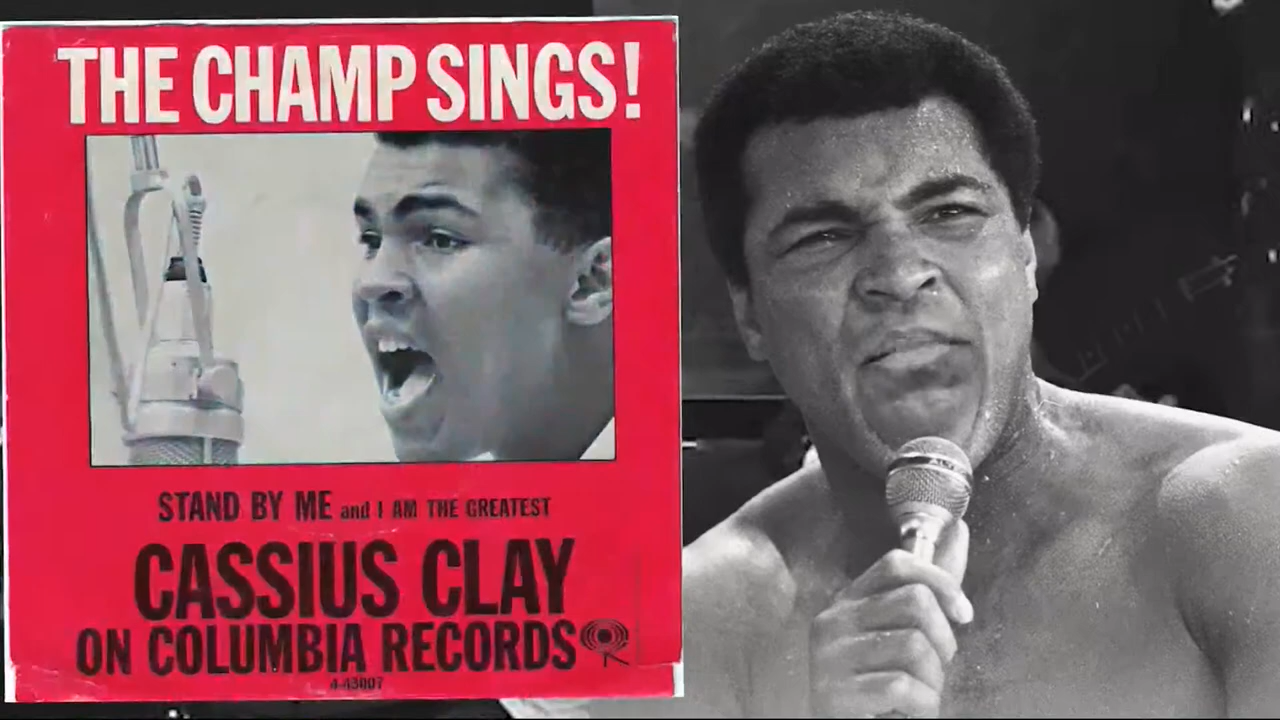 THE CHAMP SINGS!
STAND BY ME and I AM THE GREATEST
CASSIUS CLAY
ON COLUMBIA RECORDS
4-43007